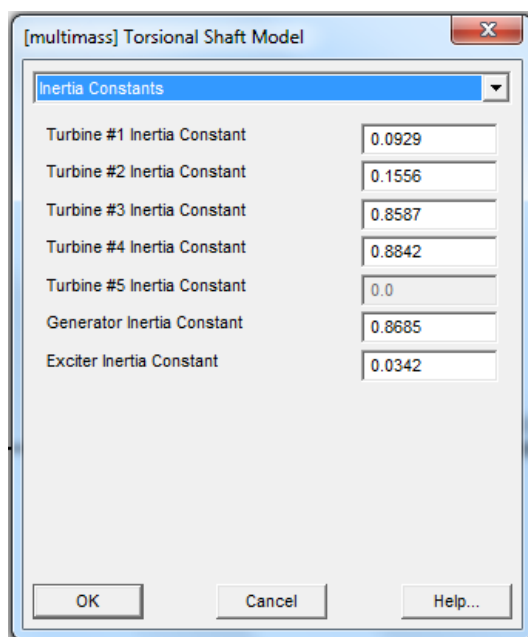 [multimass] Torsional Shaft Model
Inertia Constants
Turbine #1 Inertia Constant 0.0929
Turbine #2 Inertia Constant 0.1556
Turbine #3 Inertia Constant 0.8587
Turbine #4 Inertia Constant 0.8842
Turbine #5 Inertia Constant 0.0
Generator Inertia Constant 0.8685
Exciter Inertia Constant 0.0342
OK Cancel Help...